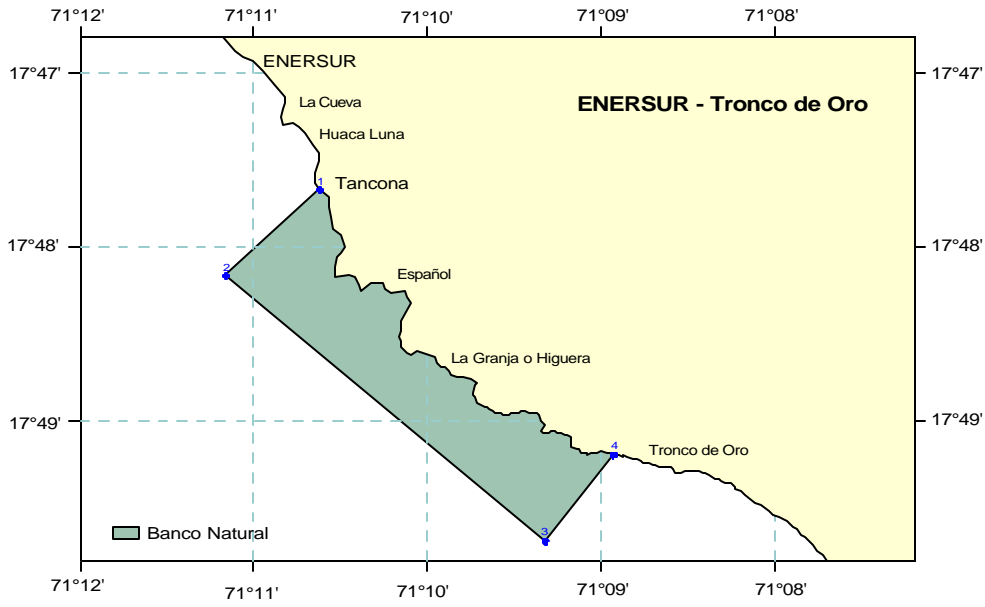 71°12' 71°11' 71°10' 71°09' 71°08'
ENERSUR
17°47' 17°47'
La Cueva
ENERSUR - Tronco de Oro
Huaca Luna
1
Tancona
17°48' 17°48'
2
Español
La Granja o Higuera
17°49' 17°49'
4
Tronco de Oro
3
Banco Natural
71°12' 71°11' 71°10' 71°09' 71°08'